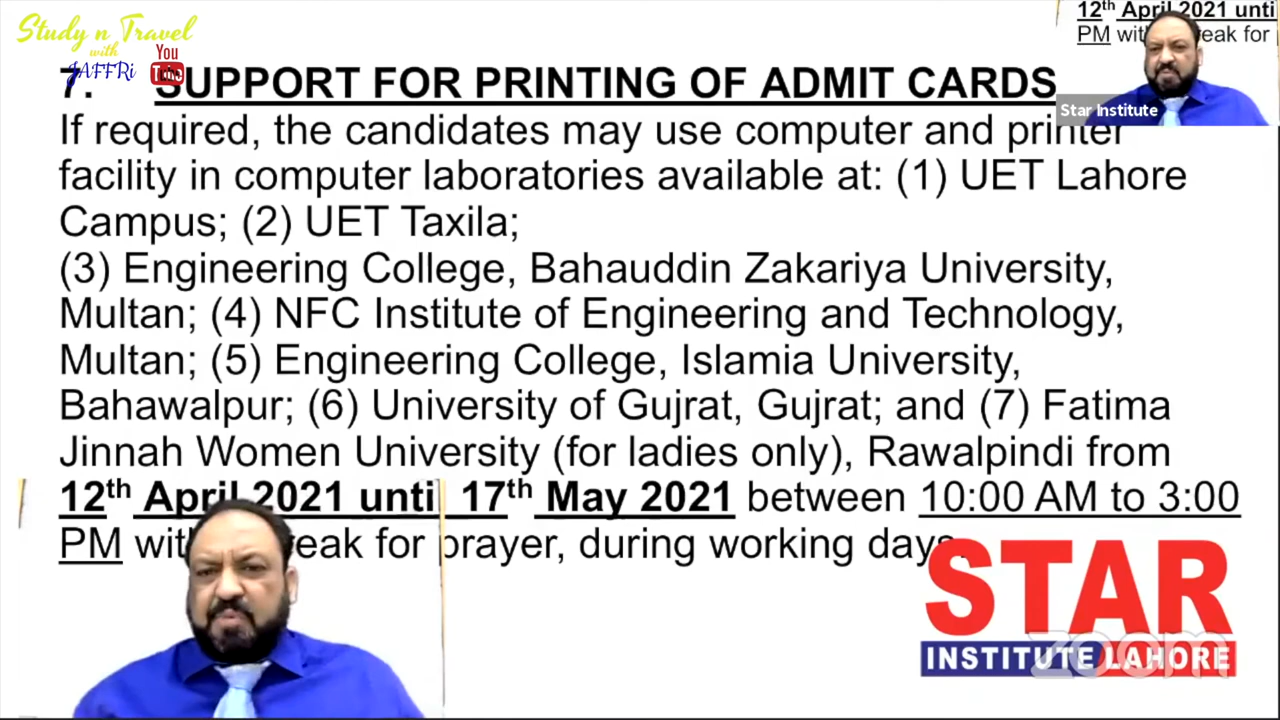 Study n Travel
with
JAFFRi
You
Tube
12th April 2021 unti
PM with eak for
Star Institute
7. SUPPORT FOR PRINTING OF ADMIT CARDS
If required, the candidates may use computer and printer
facility in computer laboratories available at: (1) UET Lahore
Campus; (2) UET Taxila;
(3) Engineering College, Bahauddin Zakariya University,
Multan; (4) NFC Institute of Engineering and Technology,
Multan; (5) Engineering College, Islamia University,
Bahawalpur; (6) University of Gujrat, Gujrat; and (7) Fatima
Jinnah Women University (for ladies only), Rawalpindi from
12th April 2021 until 17th May 2021 between 10:00 AM to 3:00
PM with reak for prayer, during working days.
STAR
INSTITUTE LAHORE
zoom